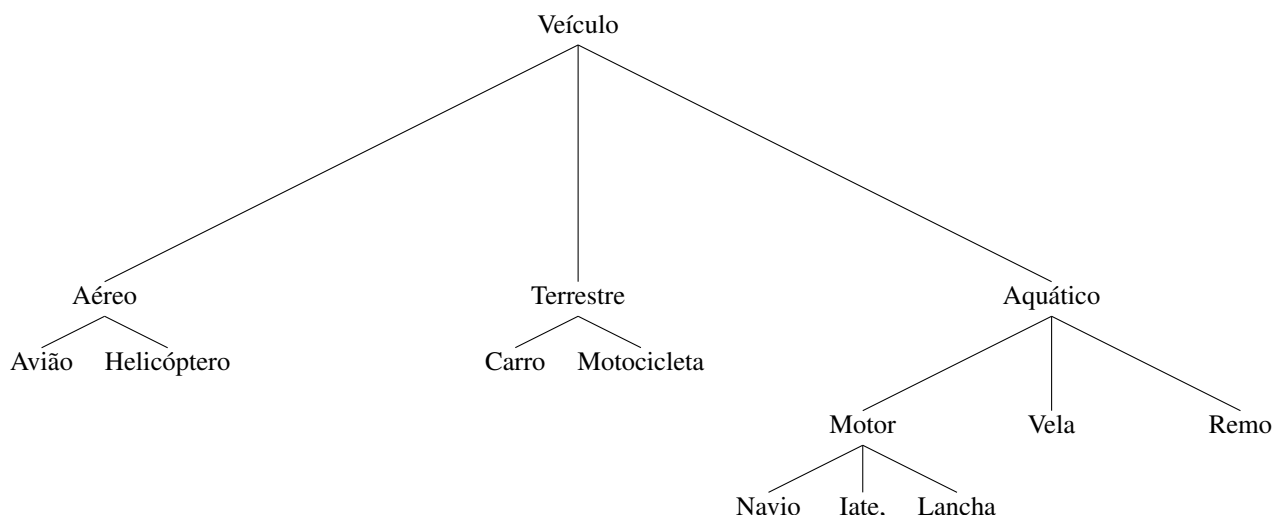 Veículo
Aéreo Terrestre Aquático
Avião Helicóptero Carro Motocicleta
Motor Vela Remo
Navio Iate, Lancha